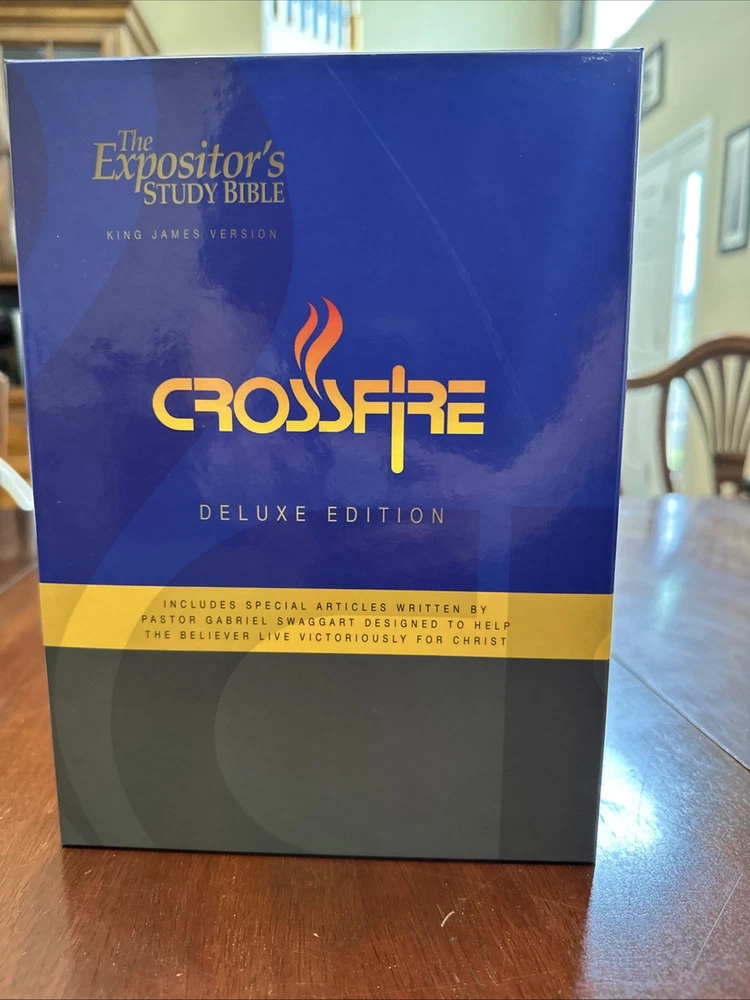 The
Expositor's
STUDY BIBLE
KING JAMES VERSION
CROSSFIRE
DELUXE EDITION
INCLUDES SPECIAL ARTICLES WRITTEN BY
PASTOR GABRIEL SWAGGART DESIGNED TO HELP
THE BELIEVER LIVE VICTORIOUSLY FOR CHRIST